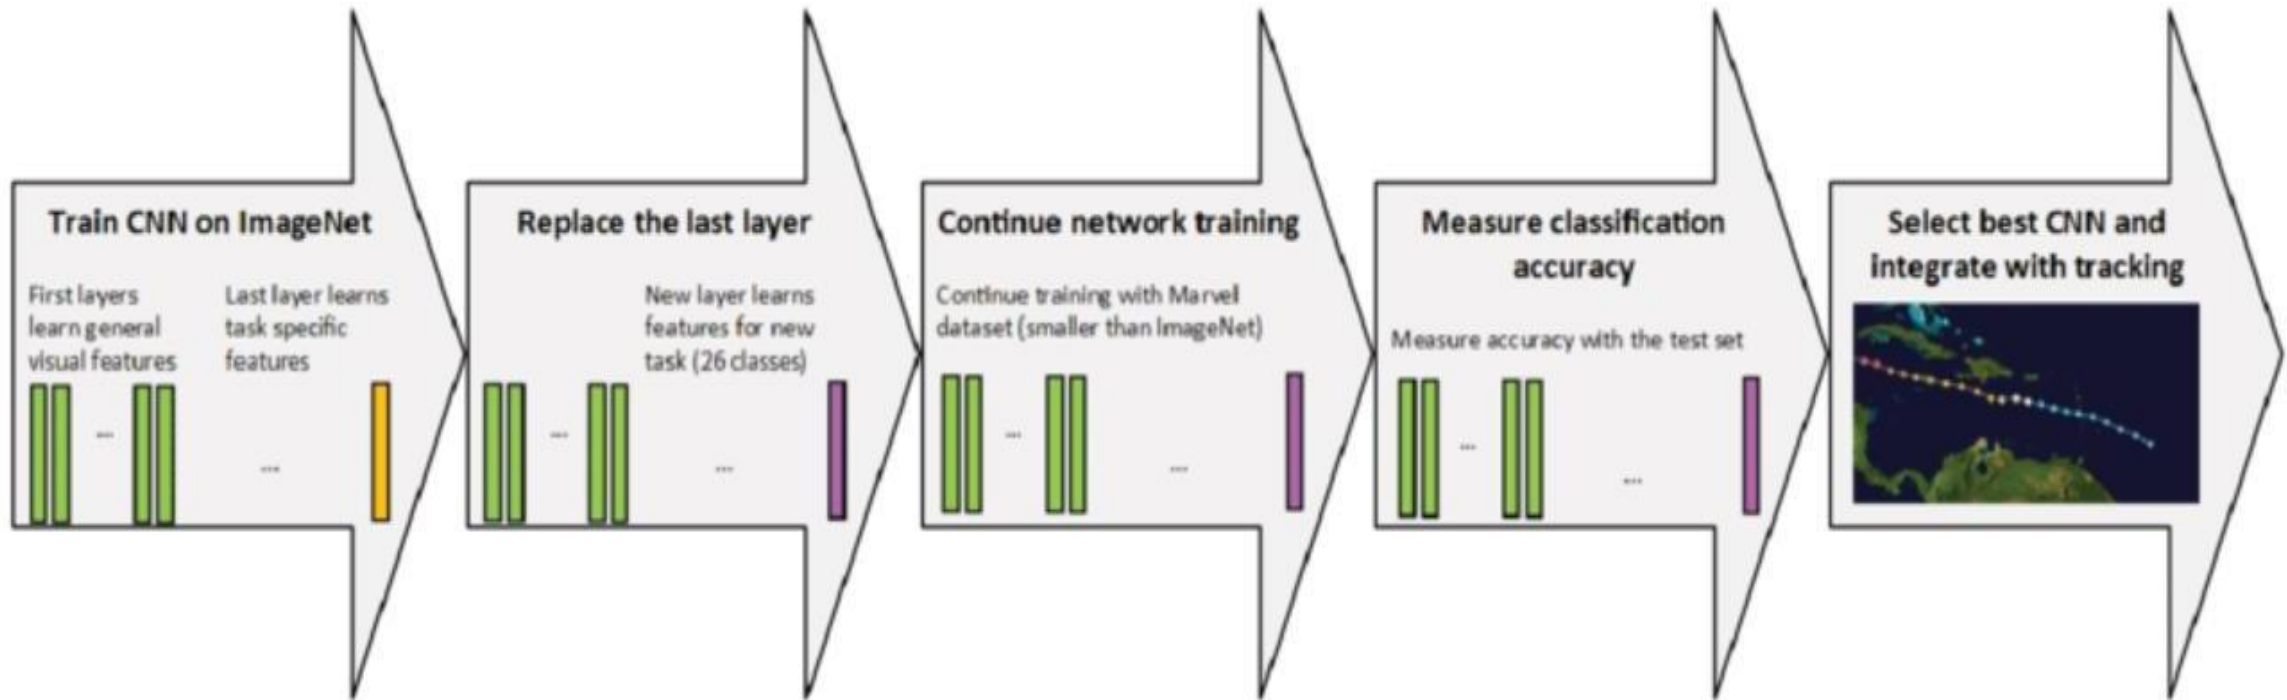 Train CNN on ImageNet
First layers
learn general
visual features
Last layer learns
task specific
features
...
...
Replace the last layer
New layer learns
features for new
task (26 classes)
...
...
Continue network training
Continue training with Marvel
dataset (smaller than ImageNet)
...
...
Measure classification
accuracy
Measure accuracy with the test set
...
...
Select best CNN and
integrate with tracking